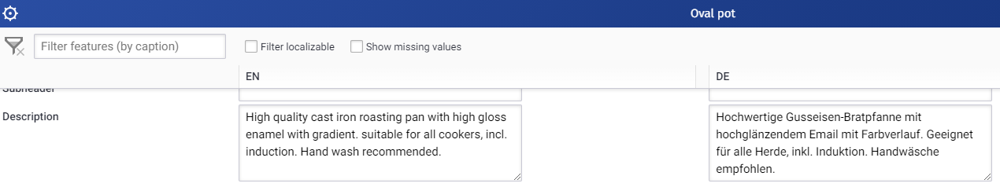 Oval pot
Filter features (by caption)
Filter localizable
Show missing values
EN
DE
Subheader
Description
High quality cast iron roasting pan with high gloss
enamel with gradient. suitable for all cookers, incl.
induction. Hand wash recommended.
Hochwertige Gusseisen-Bratpfanne mit
hochglänzendem Email mit Farbverlauf. Geeignet
für alle Herde, inkl. Induktion. Handwäsche
empfohlen.